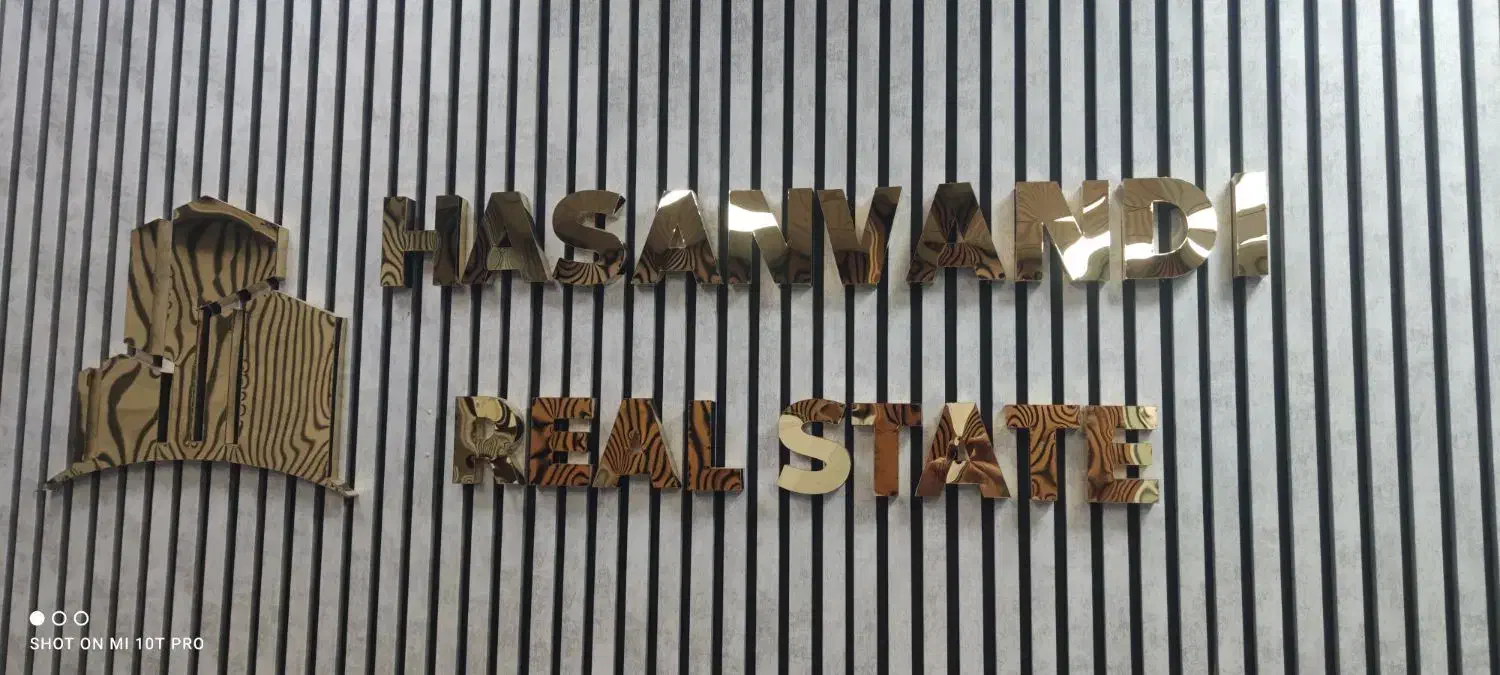 HASANVANDI
REAL STATE
SHOT ON MI 10T PRO